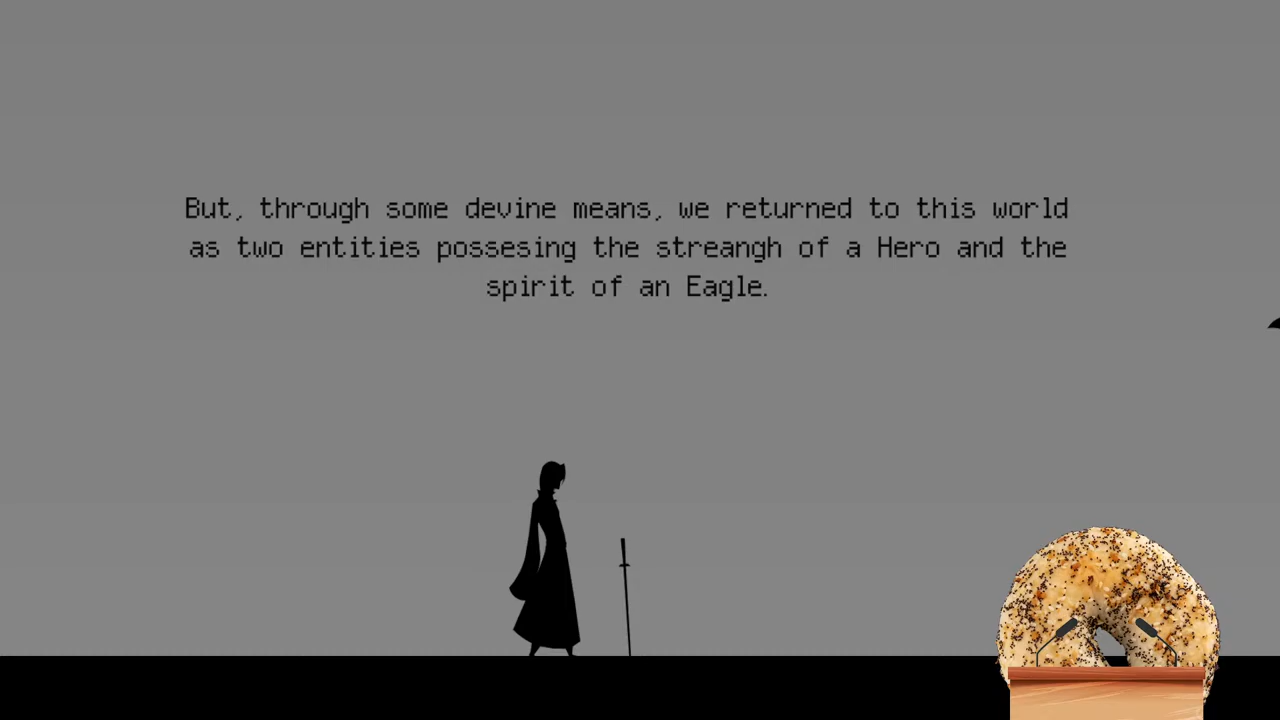 But, through some devine means, we returned to this world
as two entities possesing the streangh of a Hero and the
spirit of an Eagle.